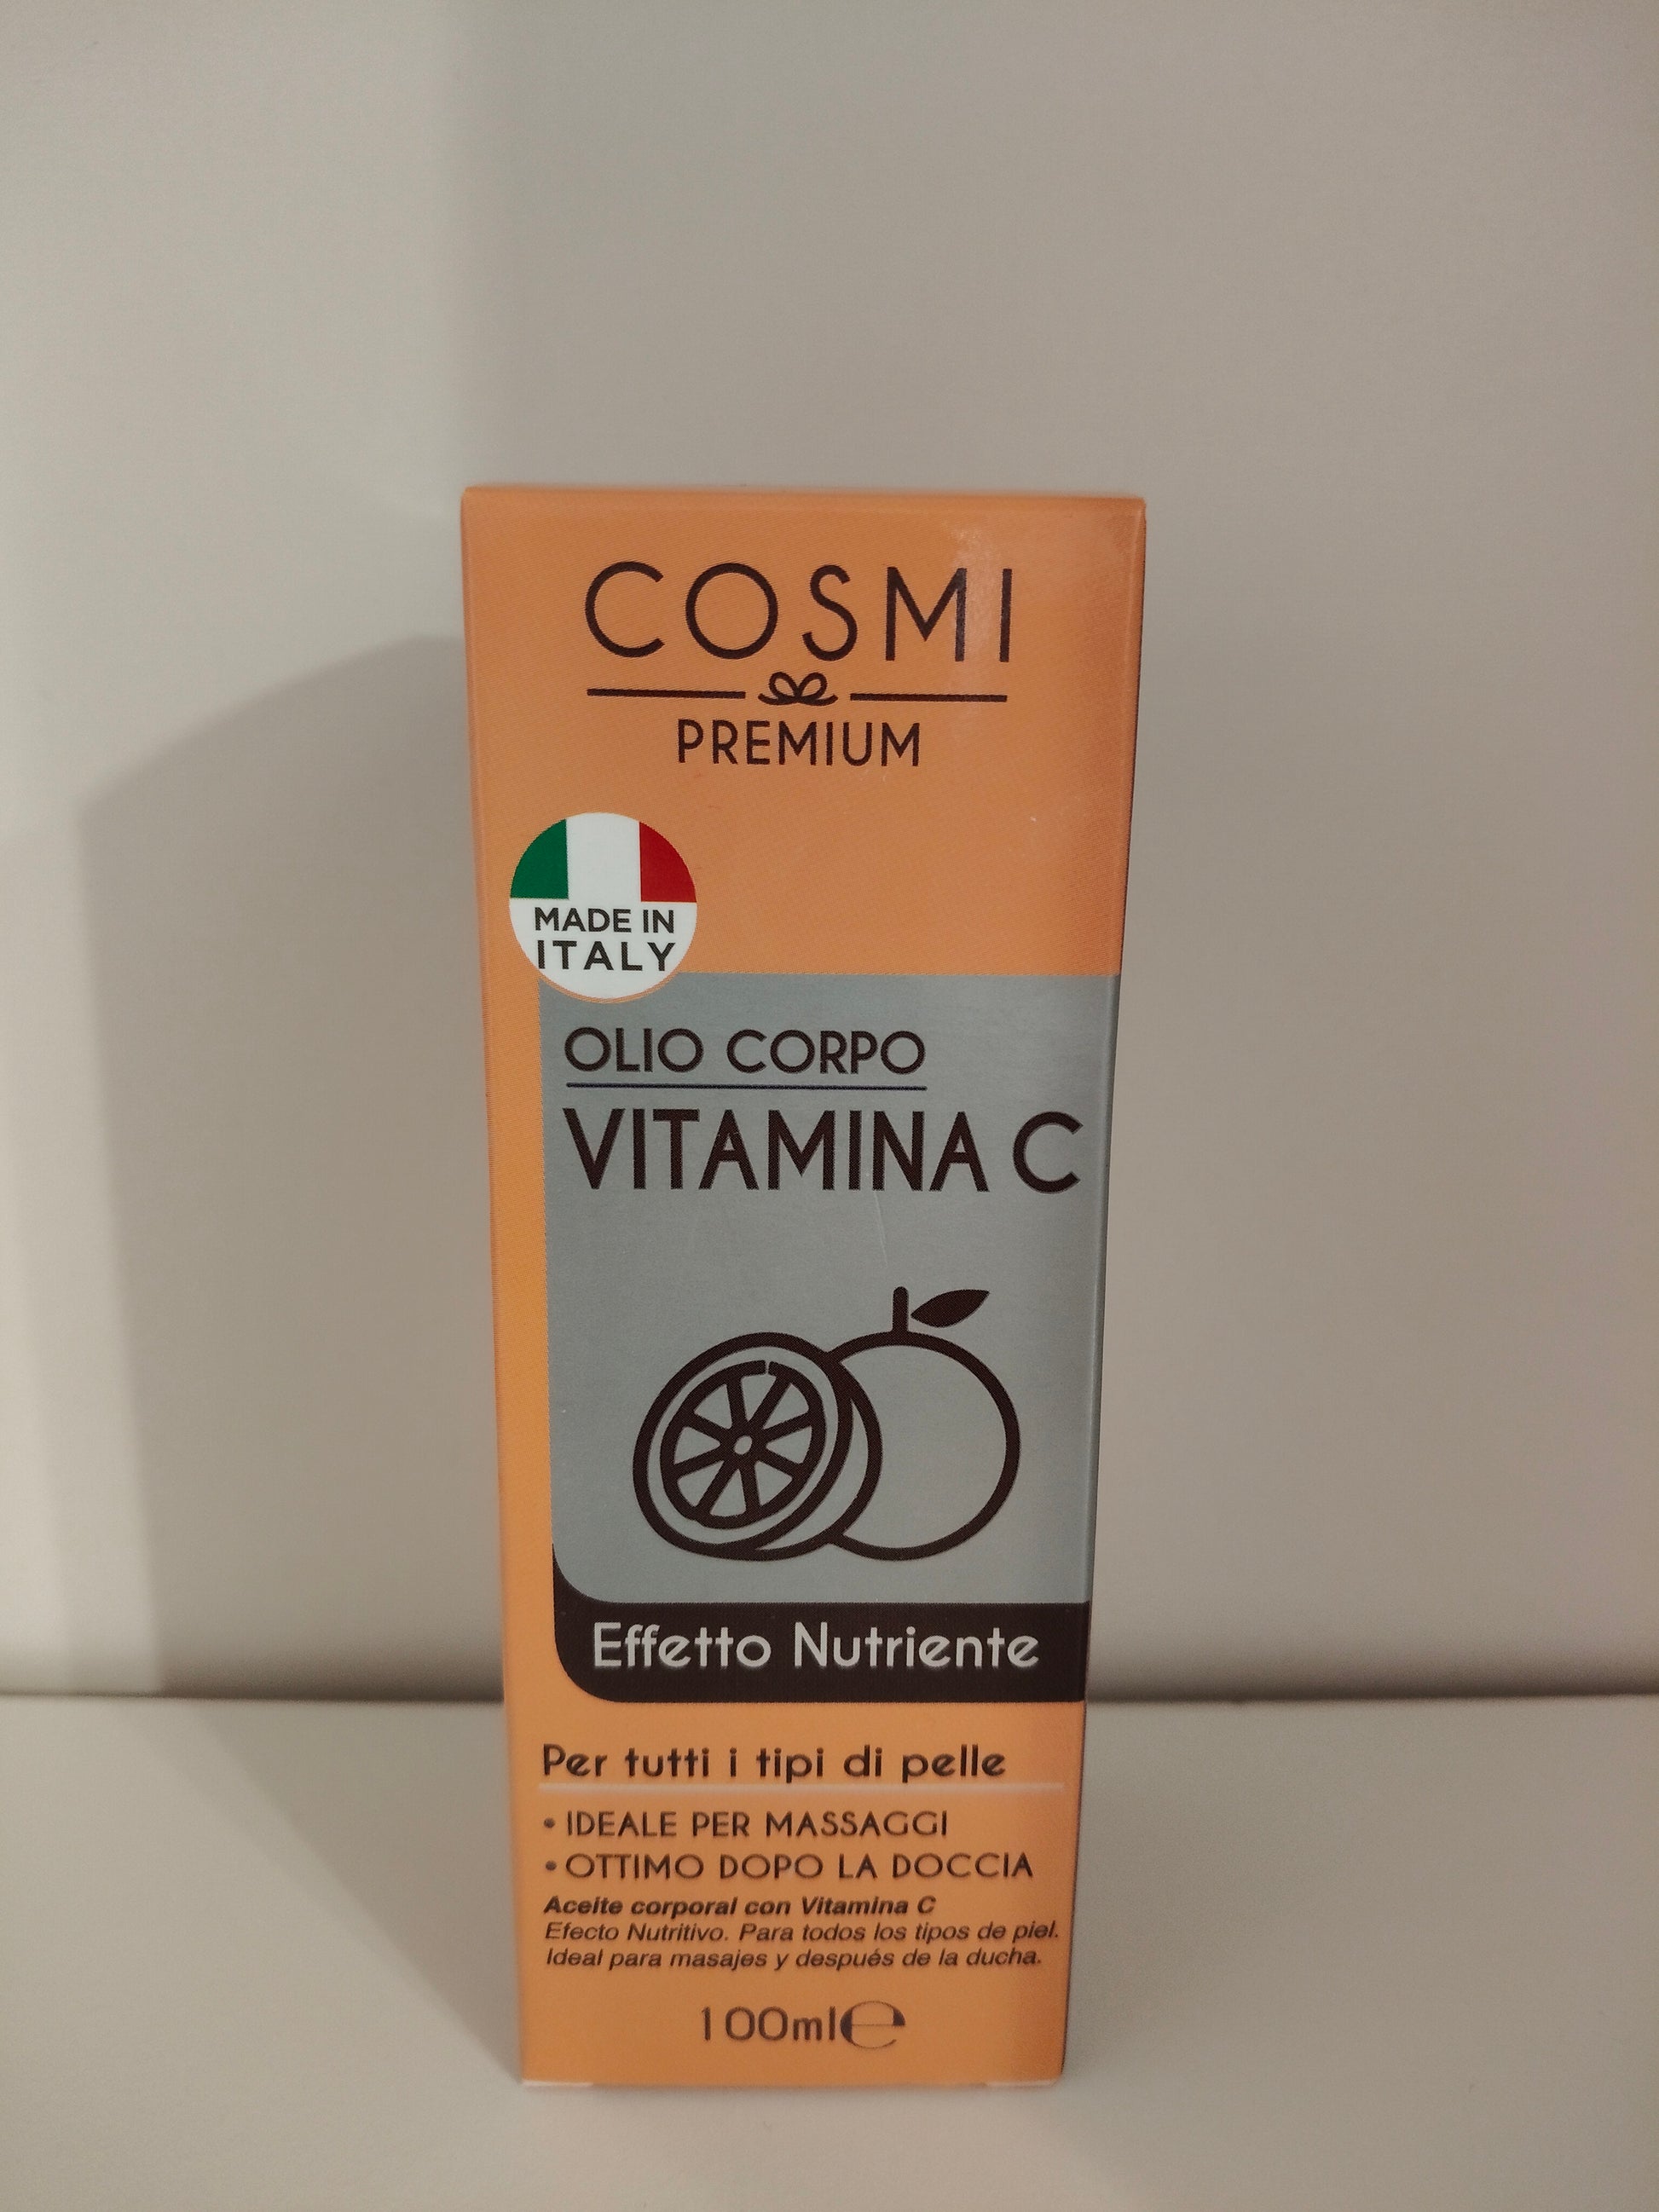 COSMI
PREMIUM
MADE IN
ITALY
OLIO CORPO
VITAMINA C
Effetto Nutriente
Per tutti i tipi di pelle
• IDEALE PER MASSAGGI
• OTTIMO DOPO LA DOCCIA
Aceite corporal con Vitamina C
Efecto Nutritivo. Para todos los tipos de piel.
Ideal para masajes y después de la ducha.
100ml℮